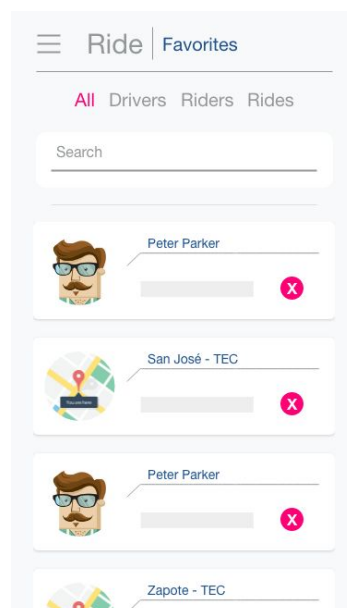 Ride Favorites
All Drivers Riders Rides
Search
Peter Parker
X
San José - TEC
You are here
X
Peter Parker
X
Zapote - TEC